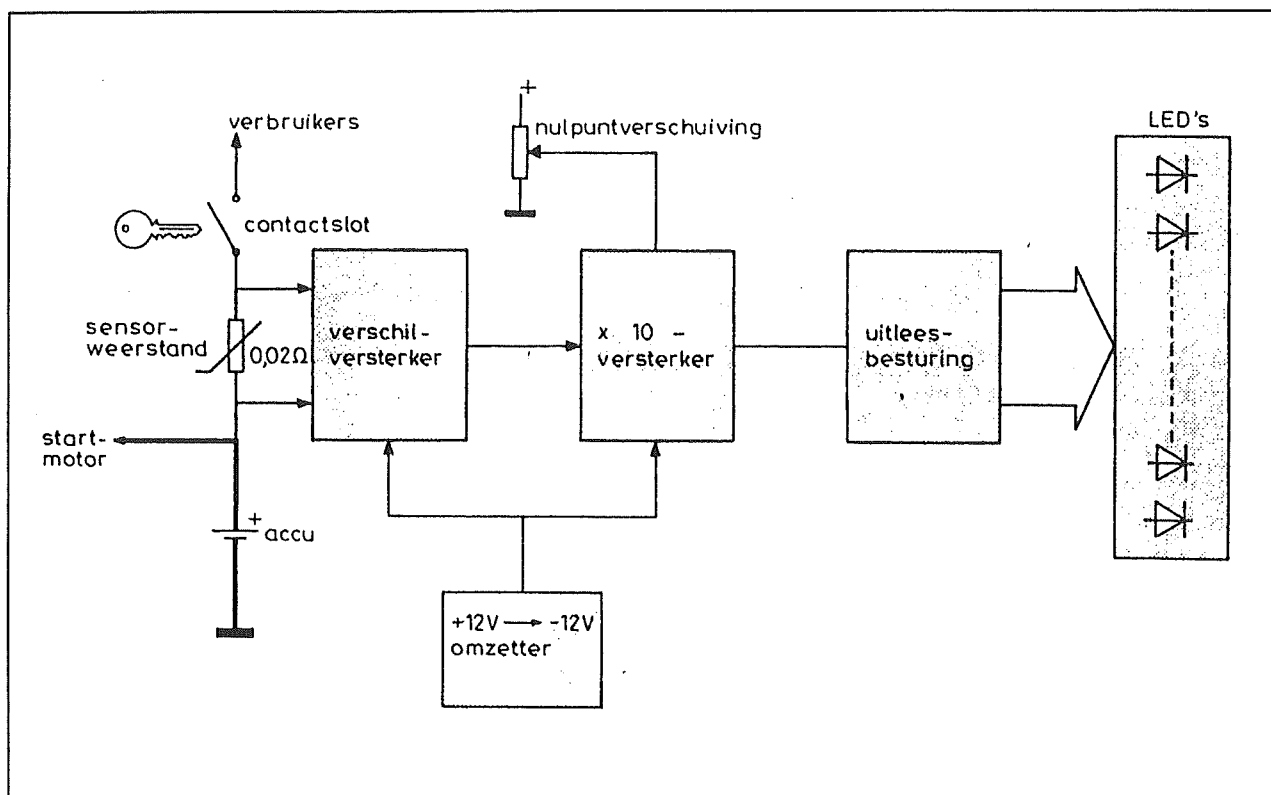 verbruikers
contactslot
sensor-
weerstand
0,02Ω
start-
motor
+
accu
verschil-
versterker
+
nulpuntverschuiving
x 10 -
versterker
+12V → -12V
omzetter
uitlees-
besturing
LED's